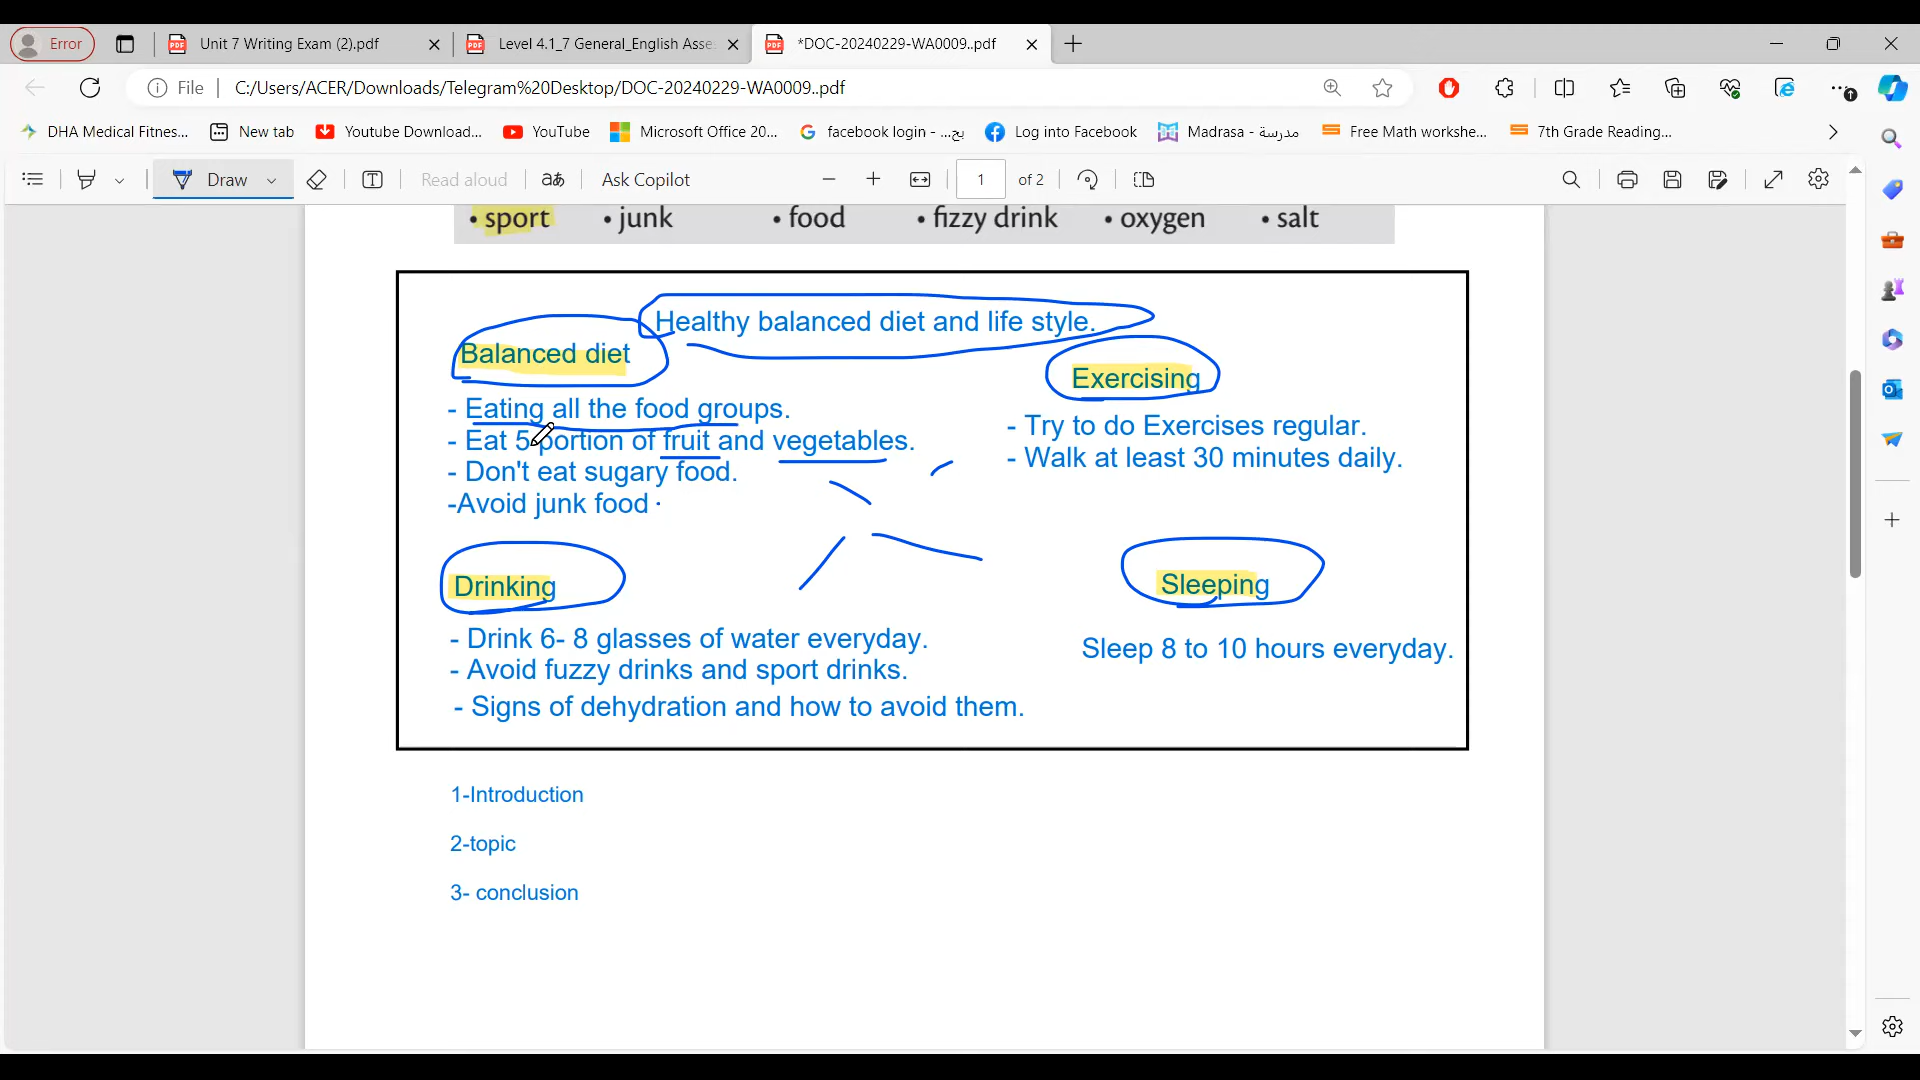 Error
Unit 7 Writing Exam (2).pdf
Level 4.1_7 General_English Asse
*DOC-20240229-WA0009..pdf
File
C:/Users/ACER/Downloads/Telegram%20Desktop/DOC-20240229-WA0009..pdf
DHA Medical Fitnes...
New tab
Youtube Download...
YouTube
Microsoft Office 20...
facebook login - ...بح
Log into Facebook
Madrasa - مدرسة
Free Math workshe...
7th Grade Reading...
Draw
Read aloud
aあ
Ask Copilot
1
of 2
• sport • junk • food • fizzy drink • oxygen • salt
Healthy balanced diet and life style.
Balanced diet
- Eating all the food groups.
- Eat 5 portion of fruit and vegetables.
- Don't eat sugary food.
-Avoid junk food
Exercising
- Try to do Exercises regular.
- Walk at least 30 minutes daily.
Drinking
- Drink 6- 8 glasses of water everyday.
- Avoid fuzzy drinks and sport drinks.
- Signs of dehydration and how to avoid them.
Sleeping
Sleep 8 to 10 hours everyday.
1-Introduction
2-topic
3- conclusion